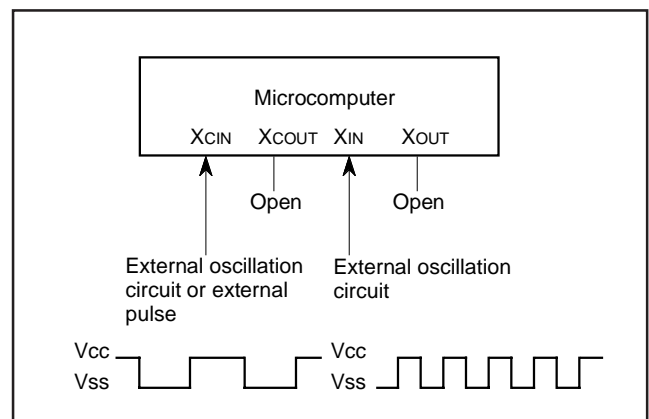 Microcomputer
XCIN XCOUT XIN XOUT
Open Open
External oscillation
circuit or external
pulse
External oscillation
circuit
Vcc
Vss
Vcc
Vss